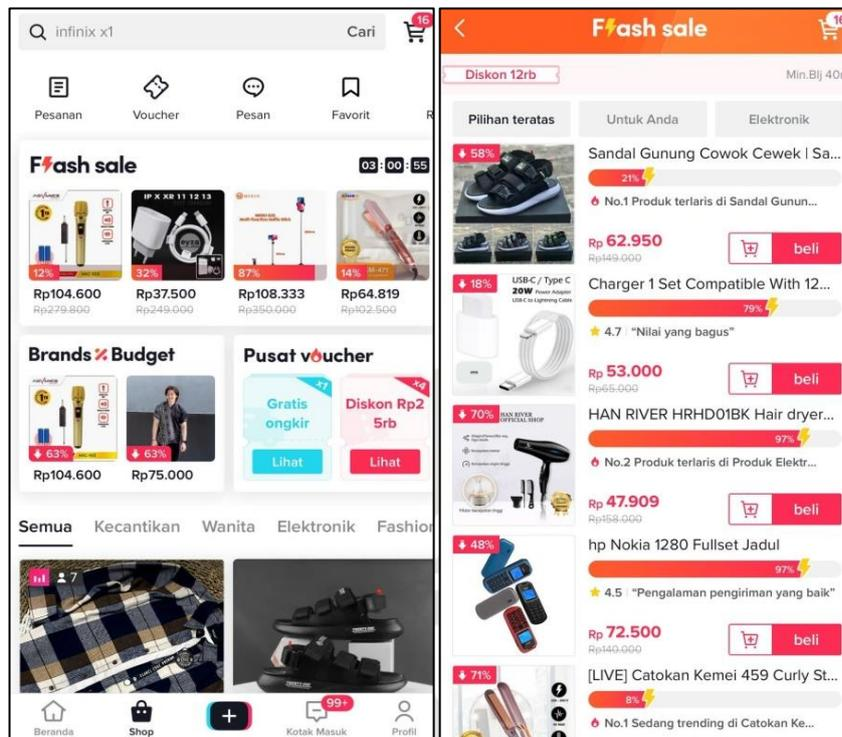 infinix x1
Cari
16
Pesanan
Voucher
Pesan
Favorit
Flash sale
03 : 00 : 55
IP X XR 11 12 13
12%
32%
87%
14%
Rp104.600
Rp37.500
Rp108.333
Rp64.819
Rp279.800
Rp249.000
Rp350.000
Rp102.500
Brands % Budget
Pusat voucher
x1
x4
Gratis
ongkir
Diskon Rp2
5rb
Lihat
Lihat
63%
63%
Rp104.600
Rp75.000
Semua
Kecantikan
Wanita
Elektronik
Fashion
7
99+
Beranda
Shop
Kotak Masuk
Profil
Flash sale
16
Diskon 12rb
Min.Blj 40r
Pilihan teratas
Untuk Anda
Elektronik
58%
Sandal Gunung Cowok Cewek | Sa...
21%
No.1 Produk terlaris di Sandal Gunun...
Rp 62.950
Rp149.000
beli
18%
USB-C / Type C
20W Power Adapter
USB-C to Lightning Cable
Charger 1 Set Compatible With 12...
79%
4.7 | "Nilai yang bagus"
Rp 53.000
Rp65.000
beli
70%
HAN RIVER
OFFICIAL SHOP
HAN RIVER HRHD01BK Hair dryer...
97%
No.2 Produk terlaris di Produk Elektr...
Rp 47.909
Rp158.000
beli
48%
hp Nokia 1280 Fullset Jadul
97%
4.5 | "Pengalaman pengiriman yang baik"
Rp 72.500
Rp140.000
beli
71%
[LIVE] Catokan Kemei 459 Curly St...
8%
No.1 Sedang trending di Catokan Ke...